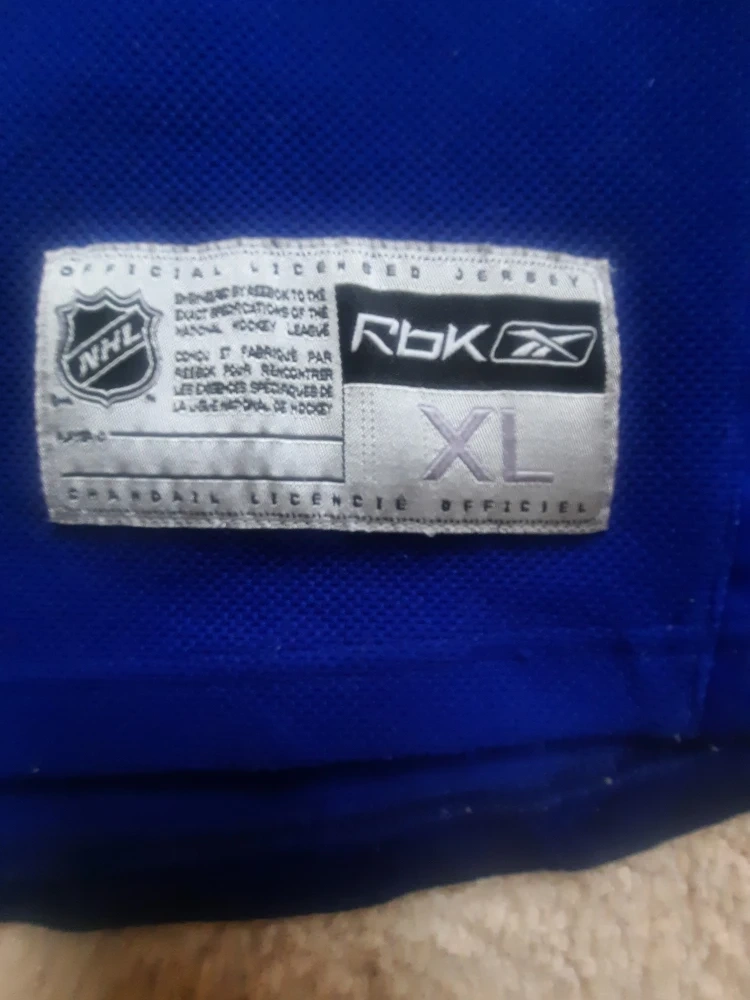 OFFICIAL LICENSED JERSEY
NHL
ENGINEERED BY REEBOK TO THE
EXACT SPECIFICATIONS OF THE
NATIONAL HOCKEY LEAGUE
CONÇU ET FABRIQUÉ PAR
REEBOK POUR RENCONTRER
LES EXIGENCES SPÉCIFIQUES DE
LA LIGUE NATIONAL DE HOCKEY
RbK
XL
CHANDAIL LICENCIÉ OFFICIEL